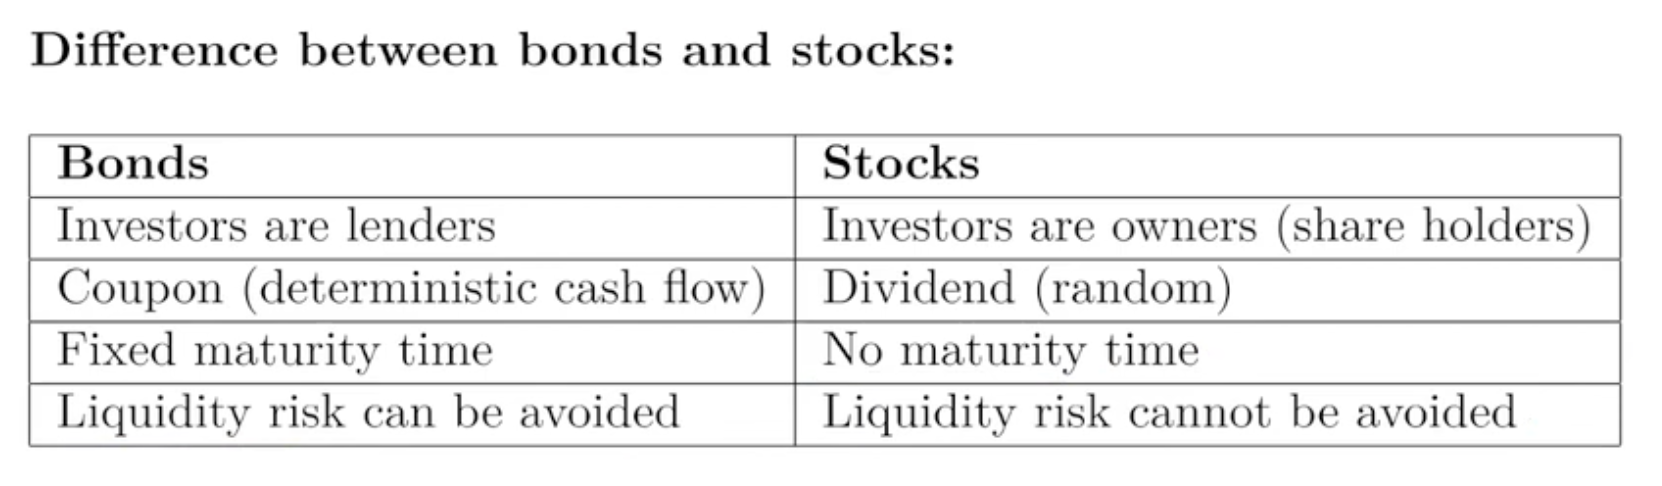 Difference between bonds and stocks:
Bonds Stocks
Investors are lenders Investors are owners (share holders)
Coupon (deterministic cash flow) Dividend (random)
Fixed maturity time No maturity time
Liquidity risk can be avoided Liquidity risk cannot be avoided